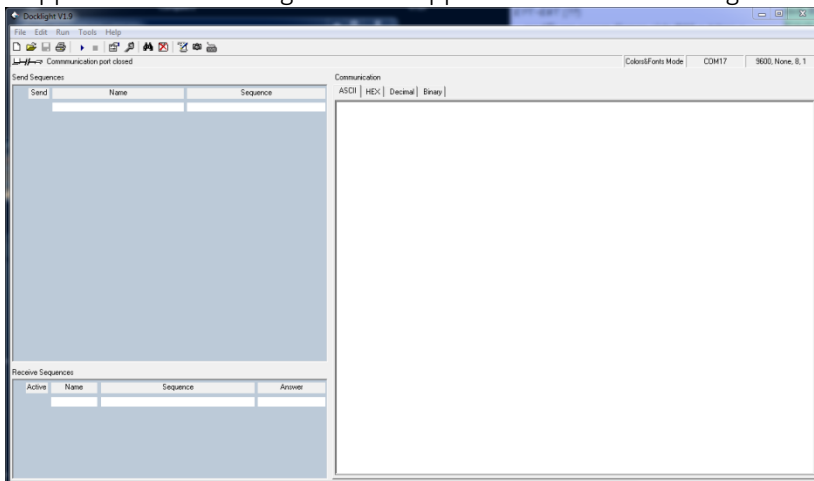 Docklight V1.9
File Edit Run Tools Help
Commmunication port closed
Colors&Fonts Mode COM17 9600, None, 8, 1
Send Sequences
Send Name Sequence
Communication
ASCII HEX Decimal Binary
Receive Sequences
Active Name Sequence Answer